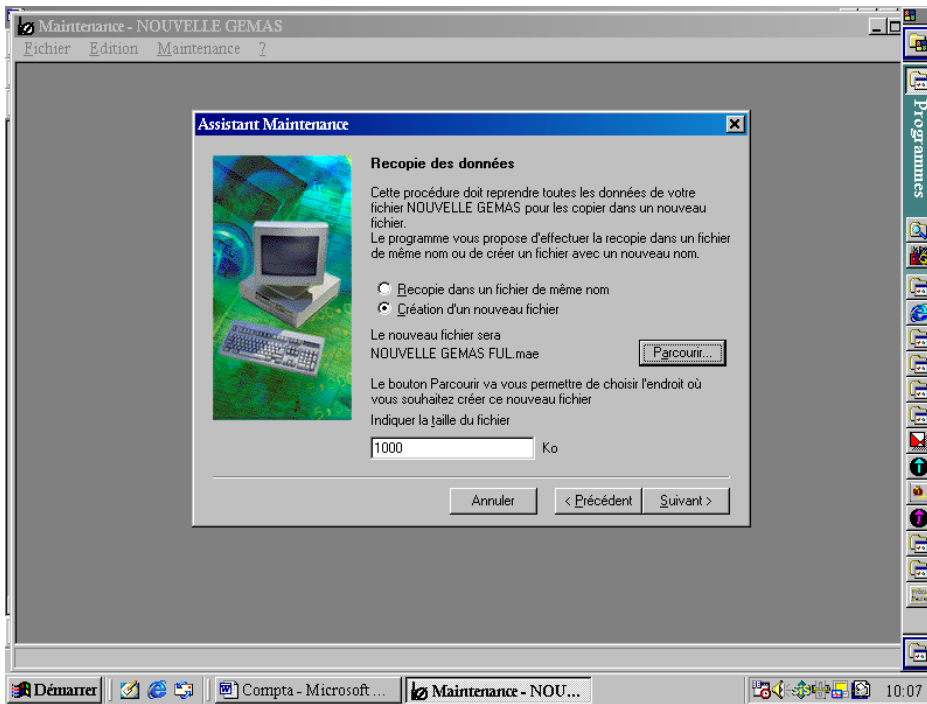 Maintenance - NOUVELLE GEMAS
Fichier Edition Maintenance ?
Assistant Maintenance
Recopie des données
Cette procédure doit reprendre toutes les données de votre
fichier NOUVELLE GEMAS pour les copier dans un nouveau
fichier.
Le programme vous propose d'effectuer la recopie dans un fichier
de même nom ou de créer un fichier avec un nouveau nom.
Recopie dans un fichier de même nom
Création d'un nouveau fichier
Le nouveau fichier sera
NOUVELLE GEMAS FUL.mae
Parcourir...
Le bouton Parcourir va vous permettre de choisir l'endroit où
vous souhaitez créer ce nouveau fichier
Indiquer la taille du fichier
1000 Ko
Annuler < Précédent Suivant >
Programmes
Démarrer Compta - Microsoft ... Maintenance - NOU... 10:07